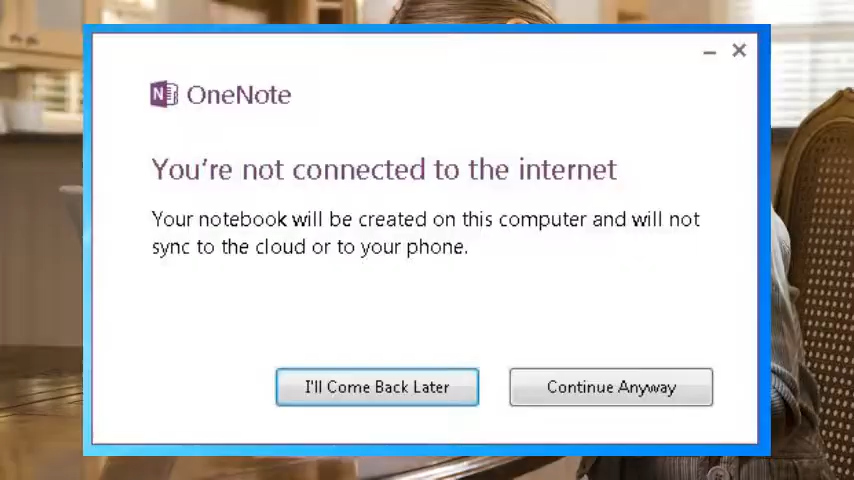 OneNote
You're not connected to the internet
Your notebook will be created on this computer and will not
sync to the cloud or to your phone.
I'll Come Back Later
Continue Anyway